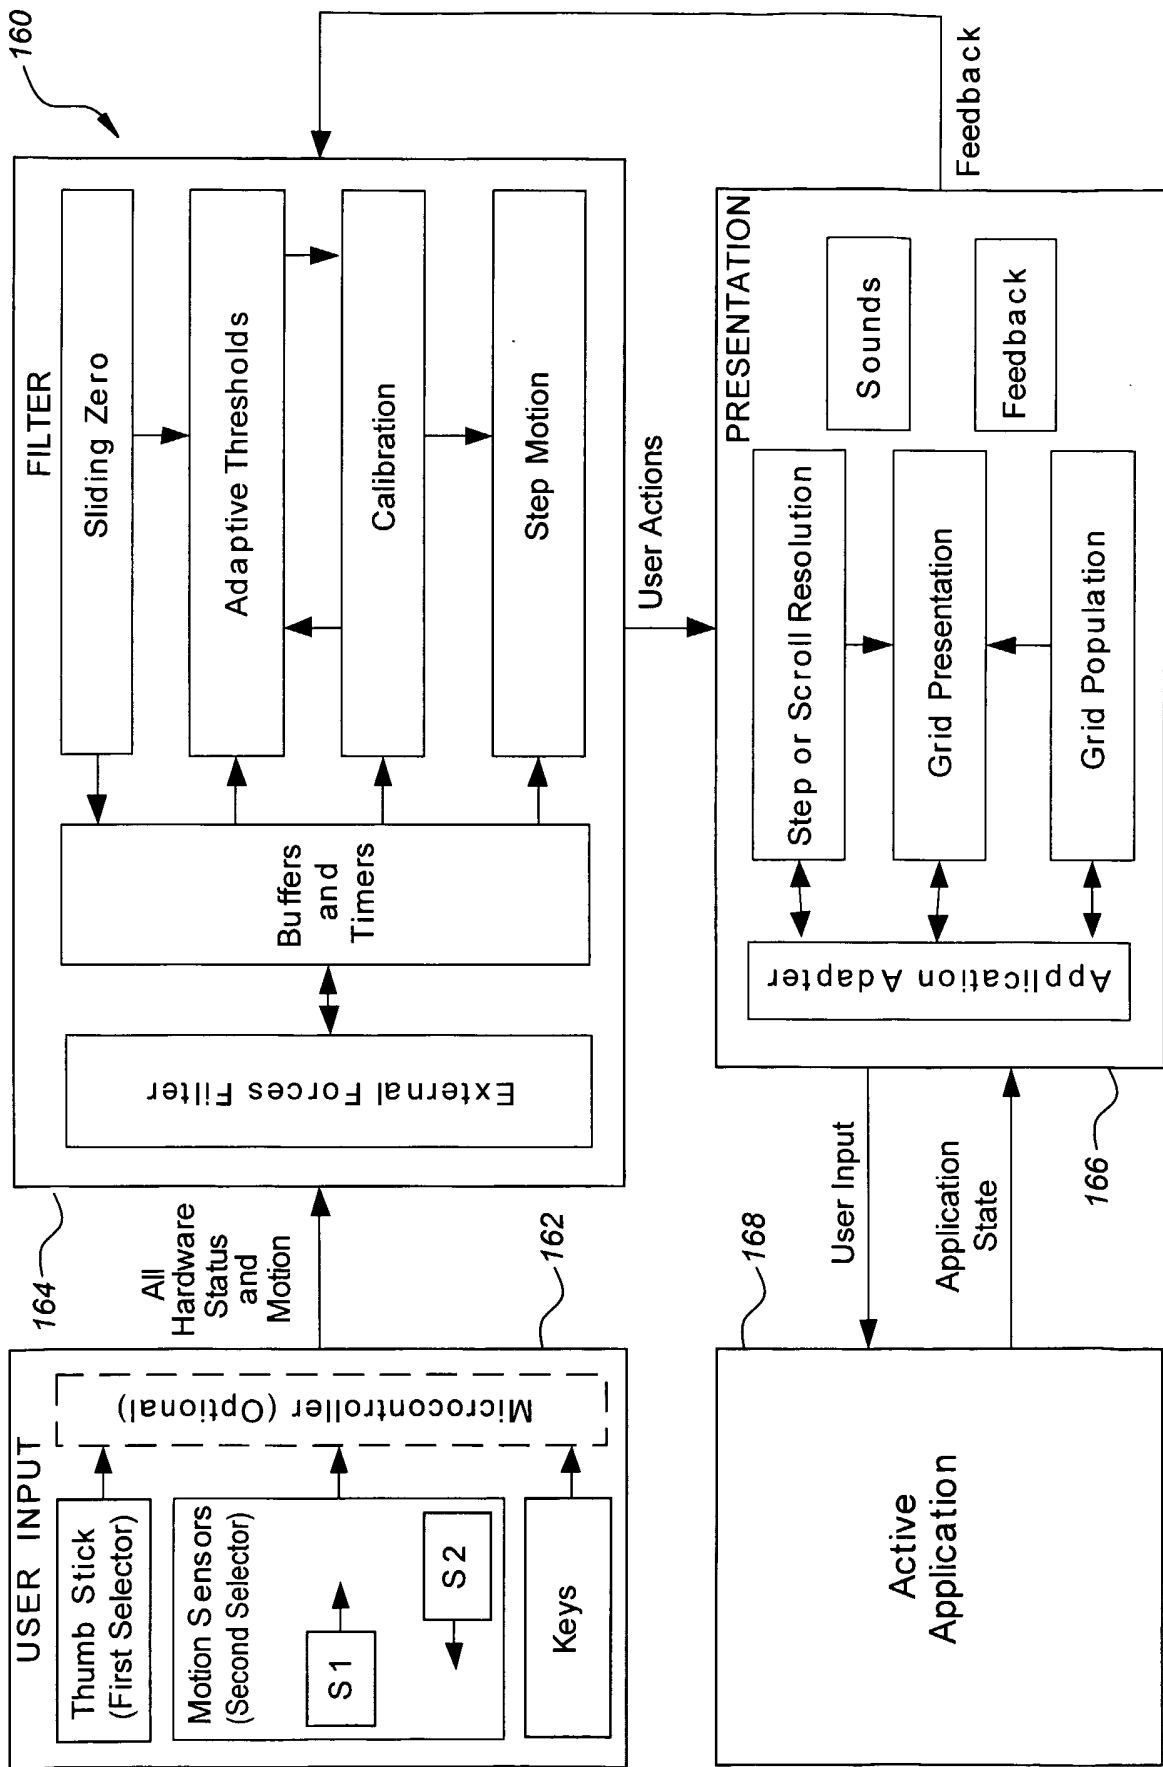 160
USER INPUT
Thumb Stick
(First Selector)
Motion Sensors
(Second Selector)
S1
S2
Keys
Microcontroller (Optional)
162
All
Hardware
Status
and
Motion
164
FILTER
External Forces Filter
Buffers
and
Timers
Sliding Zero
Adaptive Thresholds
Calibration
Step Motion
User Actions
Feedback
168
Active
Application
User Input
Application
State
166
PRESENTATION
Application Adapter
Step or Scroll Resolution
Grid Presentation
Grid Population
Sounds
Feedback